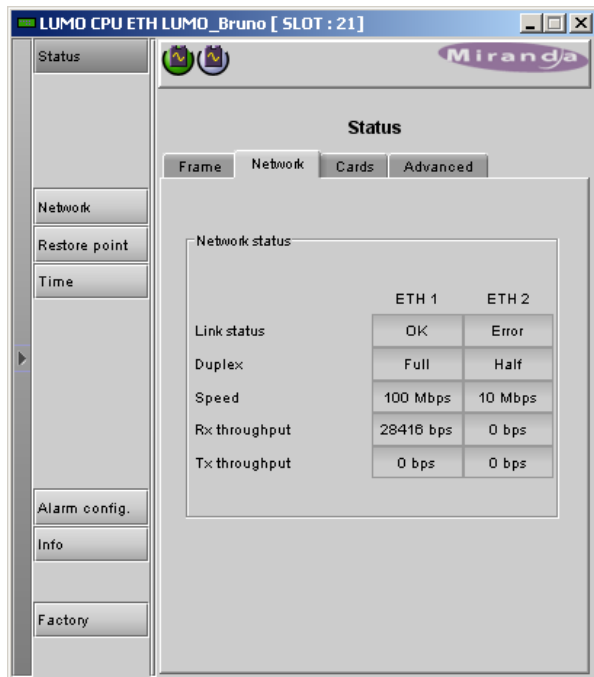 LUMO CPU ETH LUMO_Bruno [ SLOT : 21]
Status
Miranda
Status
Frame Network Cards Advanced
Network
Restore point
Time
Network status
ETH 1 ETH 2
Link status OK Error
Duplex Full Half
Speed 100 Mbps 10 Mbps
Rx throughput 28416 bps 0 bps
Tx throughput 0 bps 0 bps
Alarm config.
Info
Factory